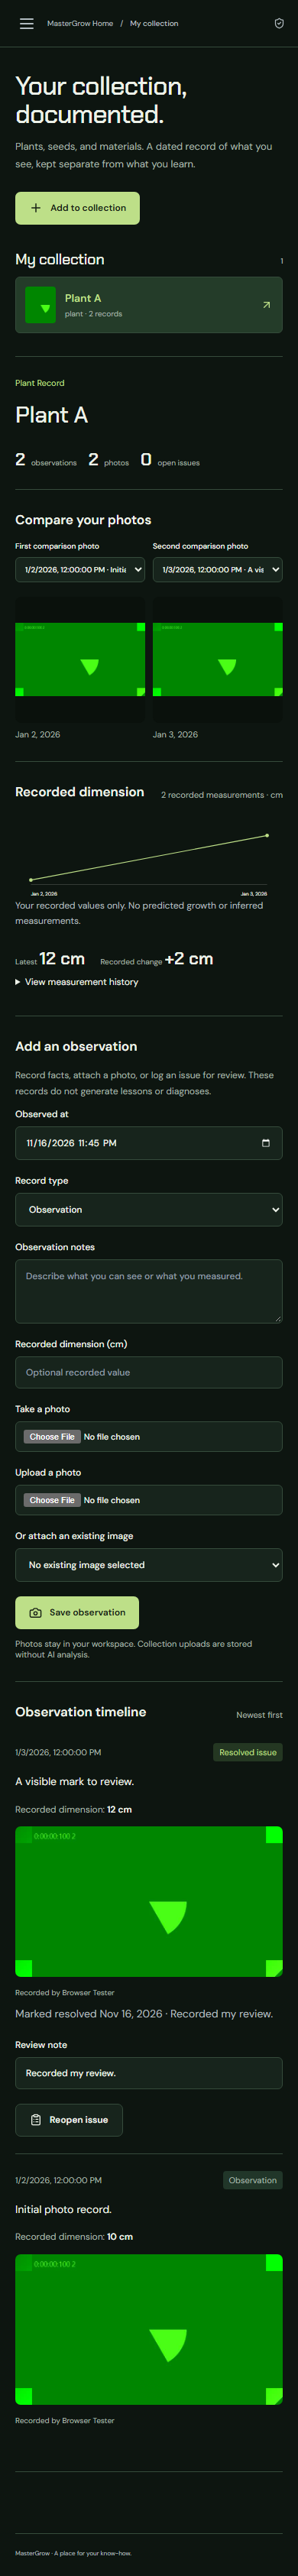 MasterGrow Home / My collection
Your collection,
documented.
Plants, seeds, and materials. A dated record of what you
see, kept separate from what you learn.
Add to collection
My collection
1
Plant A
plant · 2 records
Plant Record
Plant A
2 observations 2 photos 0 open issues
Compare your photos
First comparison photo Second comparison photo
1/2/2026, 12:00:00 PM · Initia 1/3/2026, 12:00:00 PM · A vis
Jan 2, 2026 Jan 3, 2026
Recorded dimension 2 recorded measurements · cm
Jan 2, 2026 Jan 3, 2026
Your recorded values only. No predicted growth or inferred
measurements.
Latest 12 cm Recorded change +2 cm
View measurement history
Add an observation
Record facts, attach a photo, or log an issue for review. These
records do not generate lessons or diagnoses.
Observed at
11/16/2026 11:45 PM
Record type
Observation
Observation notes
Describe what you can see or what you measured.
Recorded dimension (cm)
Optional recorded value
Take a photo
Choose File No file chosen
Upload a photo
Choose File No file chosen
Or attach an existing image
No existing image selected
Save observation
Photos stay in your workspace. Collection uploads are stored
without AI analysis.
Observation timeline Newest first
1/3/2026, 12:00:00 PM Resolved issue
A visible mark to review.
Recorded dimension: 12 cm
0:00:00:100 2
Recorded by Browser Tester
Marked resolved Nov 16, 2026 · Recorded my review.
Review note
Recorded my review.
Reopen issue
1/2/2026, 12:00:00 PM Observation
Initial photo record.
Recorded dimension: 10 cm
0:00:00:100 2
Recorded by Browser Tester
MasterGrow · A place for your know-how.